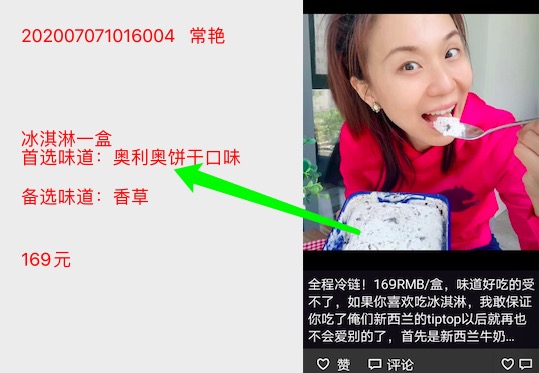 202007071016004 常艳
冰淇淋一盒
首选味道：奥利奥饼干口味
备选味道：香草
169元
全程冷链！169RMB/盒，味道好吃的受
不了，如果你喜欢吃冰淇淋，我敢保证
你吃了俺们新西兰的tiptop以后就再也
不会爱别的了，首先是新西兰牛奶…
赞 评论